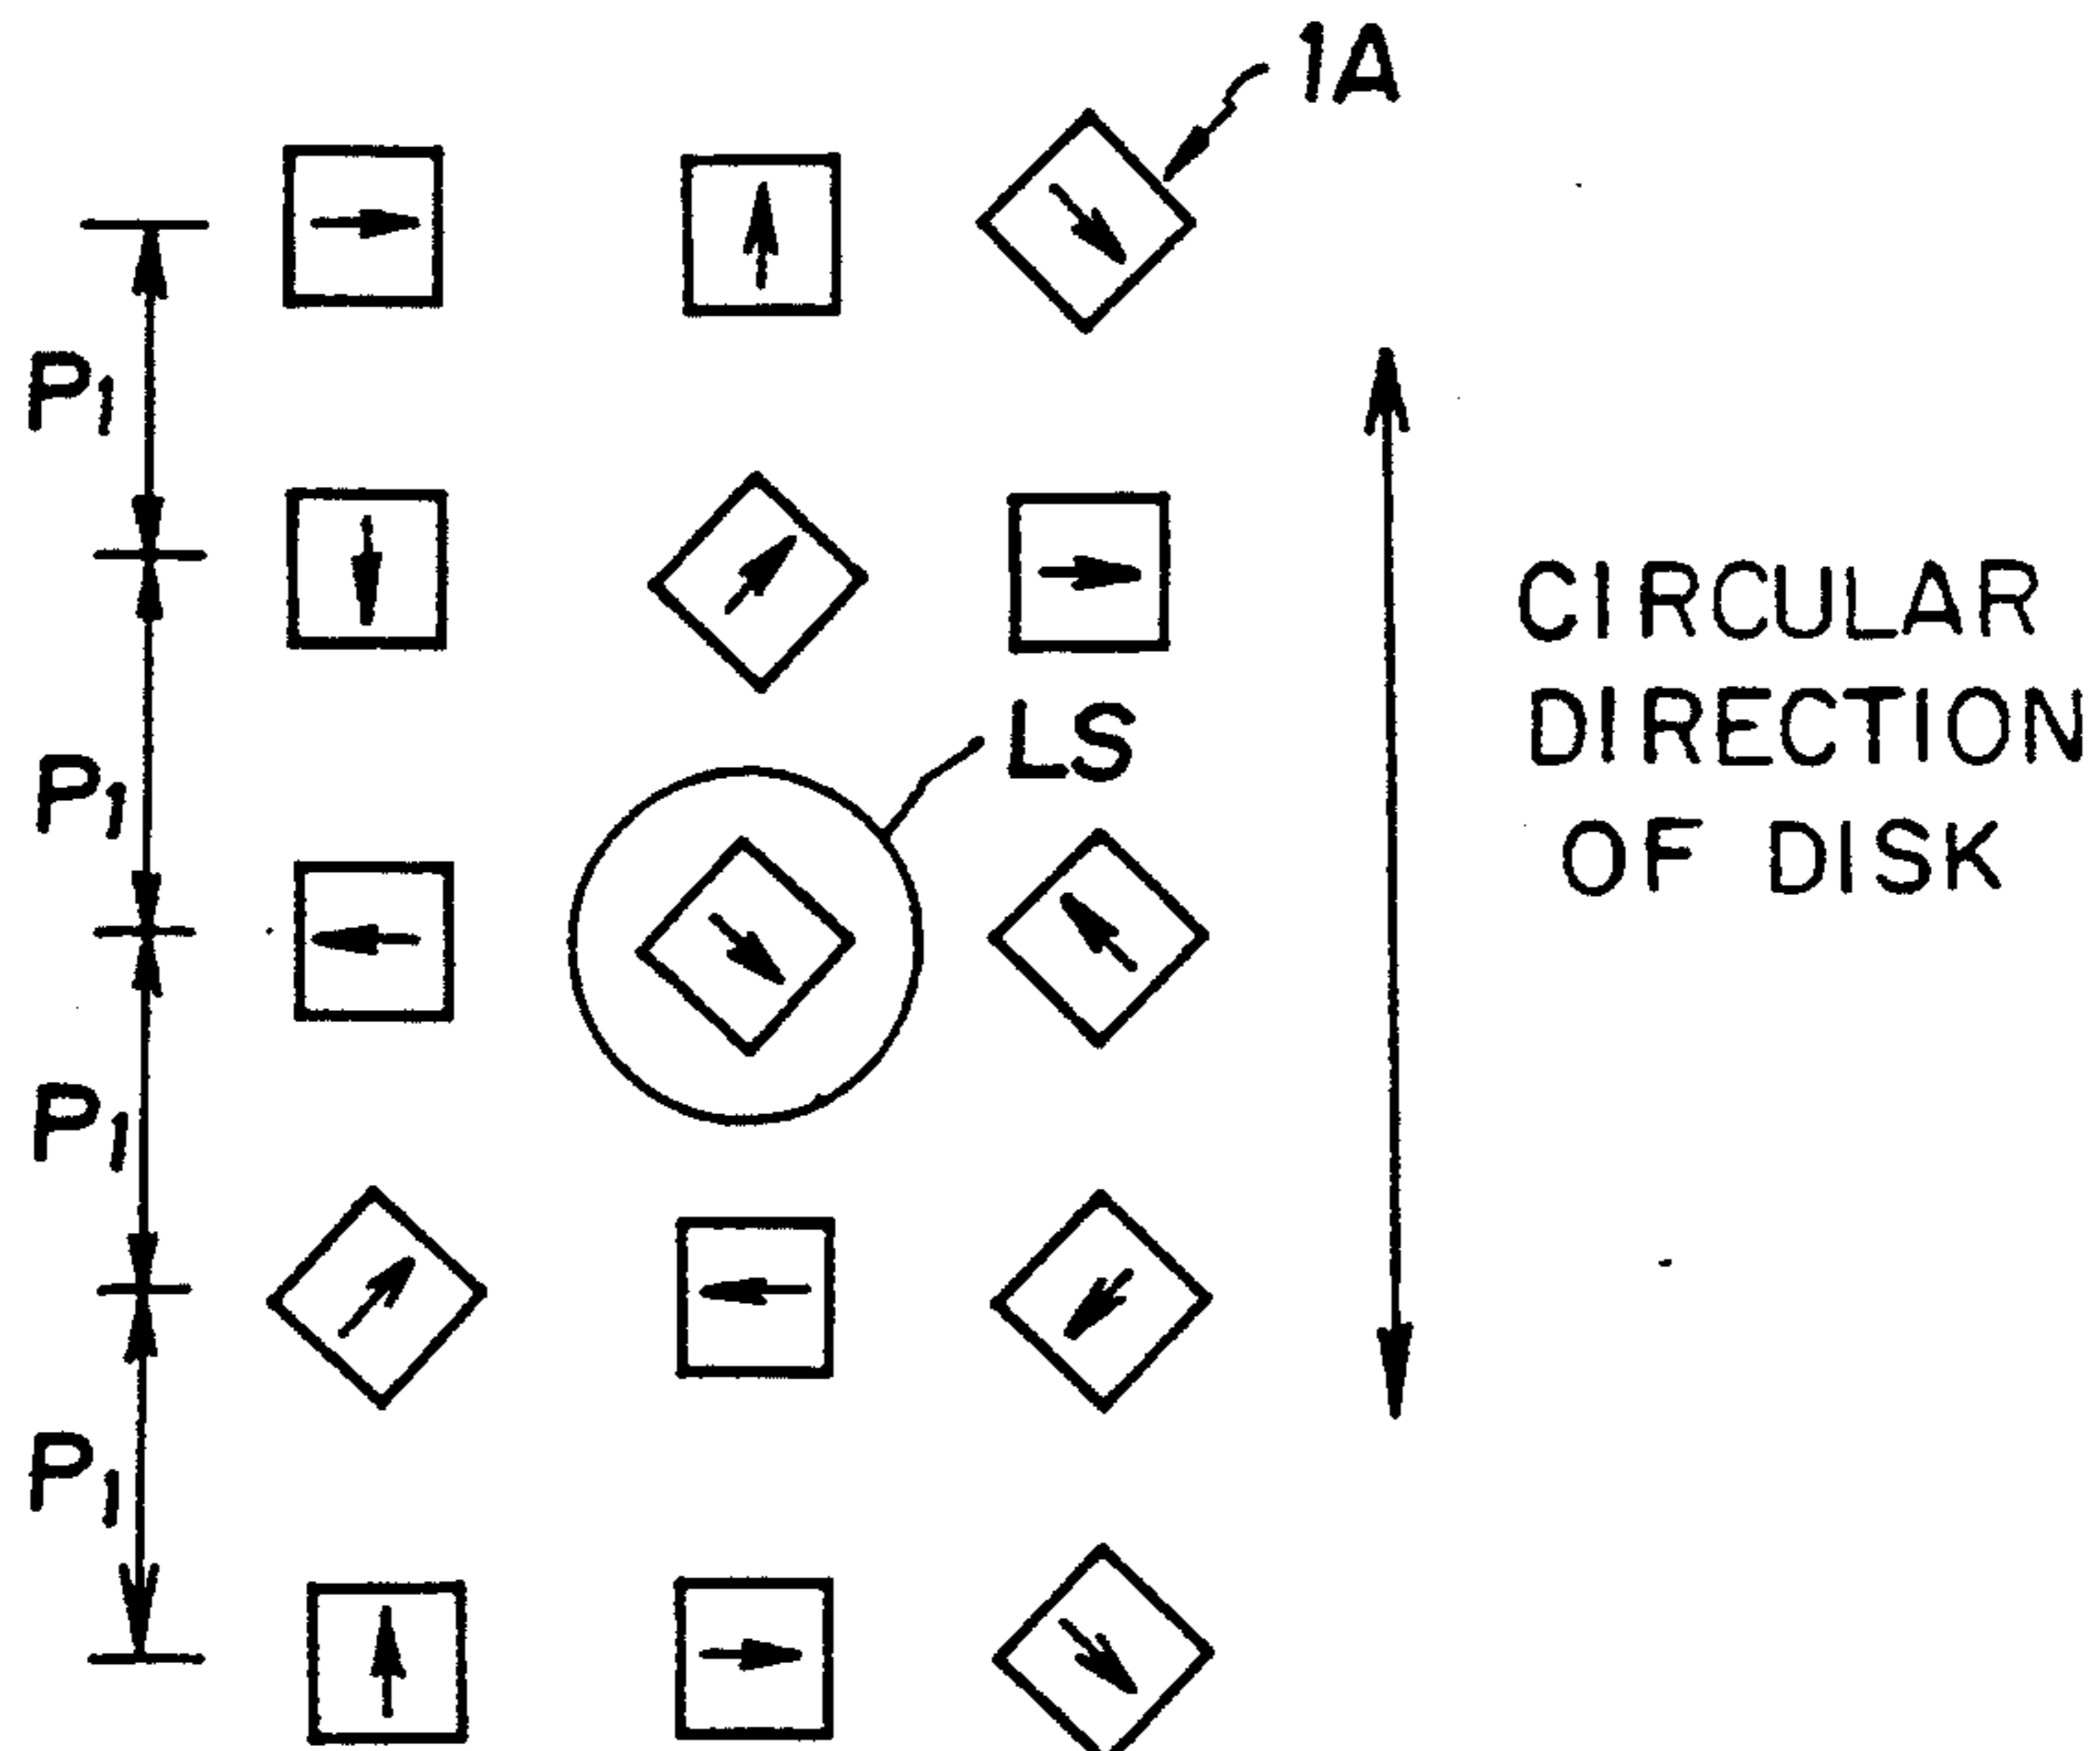 1A
P1
LS
CIRCULAR
DIRECTION
OF DISK
P1
P1
P1